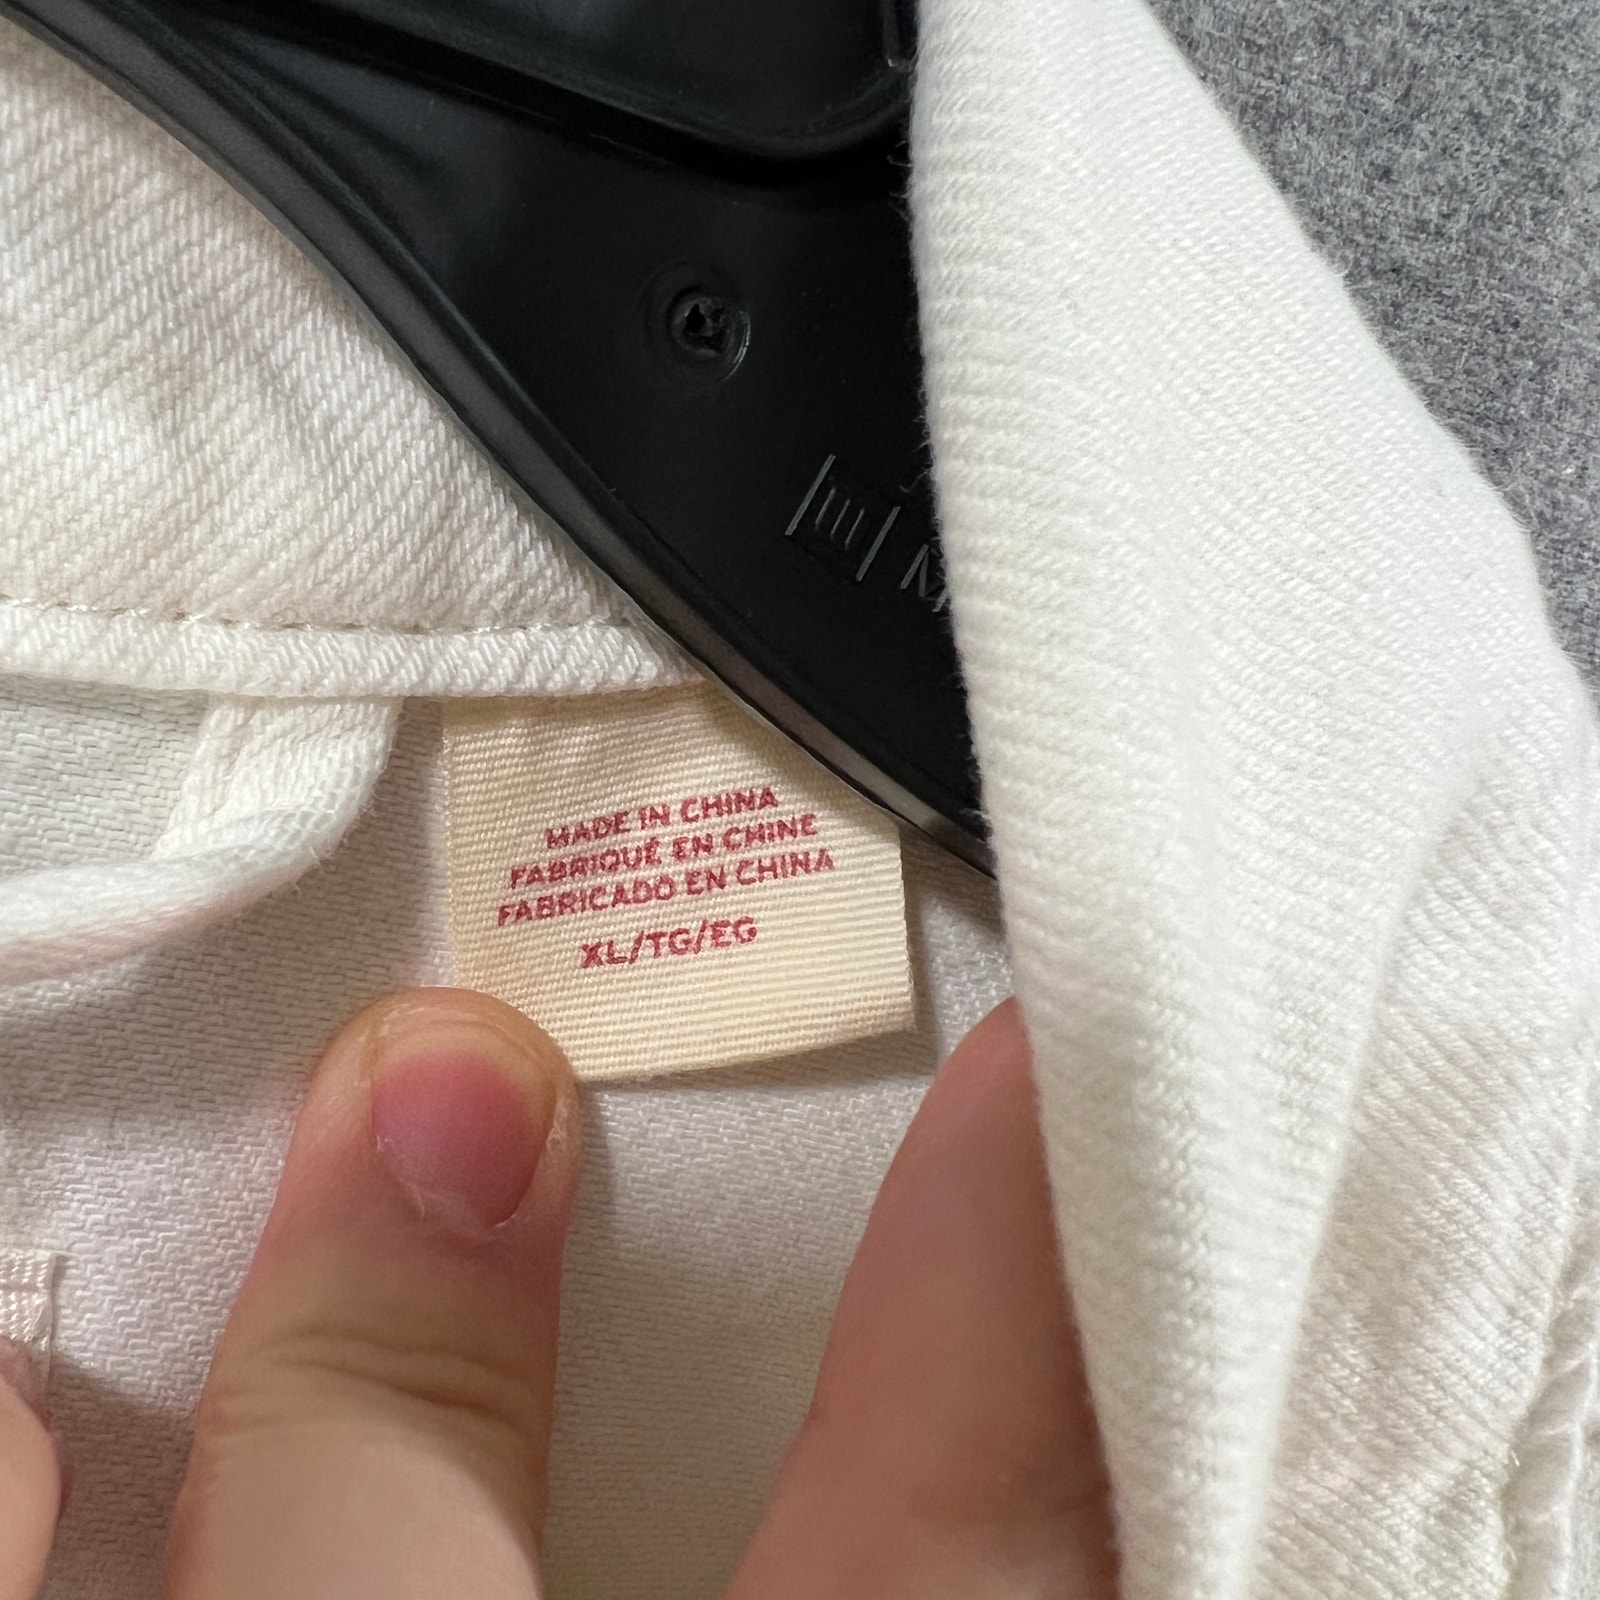 MADE IN CHINA
FABRIQUÉ EN CHINE
FABRICADO EN CHINA
XL/TG/EG